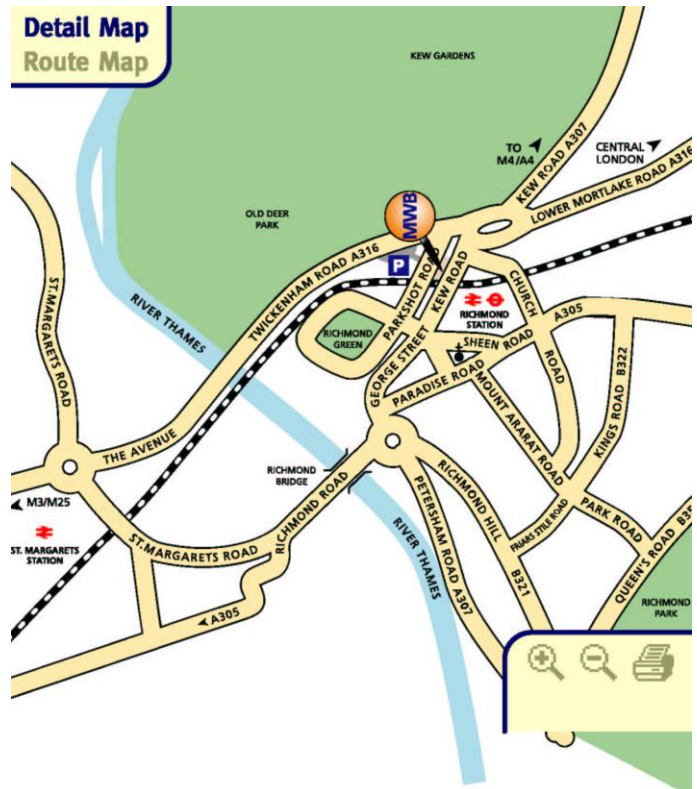 Detail Map
Route Map
KEW GARDENS
TO
M4/A4
KEW ROAD A307
CENTRAL
LONDON
LOWER MORTLAKE ROAD A316
OLD DEER
PARK
MWB
P
TWICKENHAM ROAD A316
PARKSHOT ROAD
KEW ROAD
CHURCH
ROAD
RICHMOND
STATION
RICHMOND
GREEN
GEORGE STREET
SHEEN ROAD
A305
PARADISE ROAD
MOUNT ARARAT ROAD
KINGS ROAD B322
ST.MARGARETS ROAD
RIVER THAMES
THE AVENUE
RICHMOND
BRIDGE
M3/M25
ST. MARGARETS
STATION
ST.MARGARETS ROAD
RICHMOND ROAD
RIVER THAMES
PETERSHAM ROAD A307
RICHMOND HILL
B321
FRIARS STILE ROAD
PARK ROAD
QUEEN'S ROAD
RICHMOND
PARK
A305